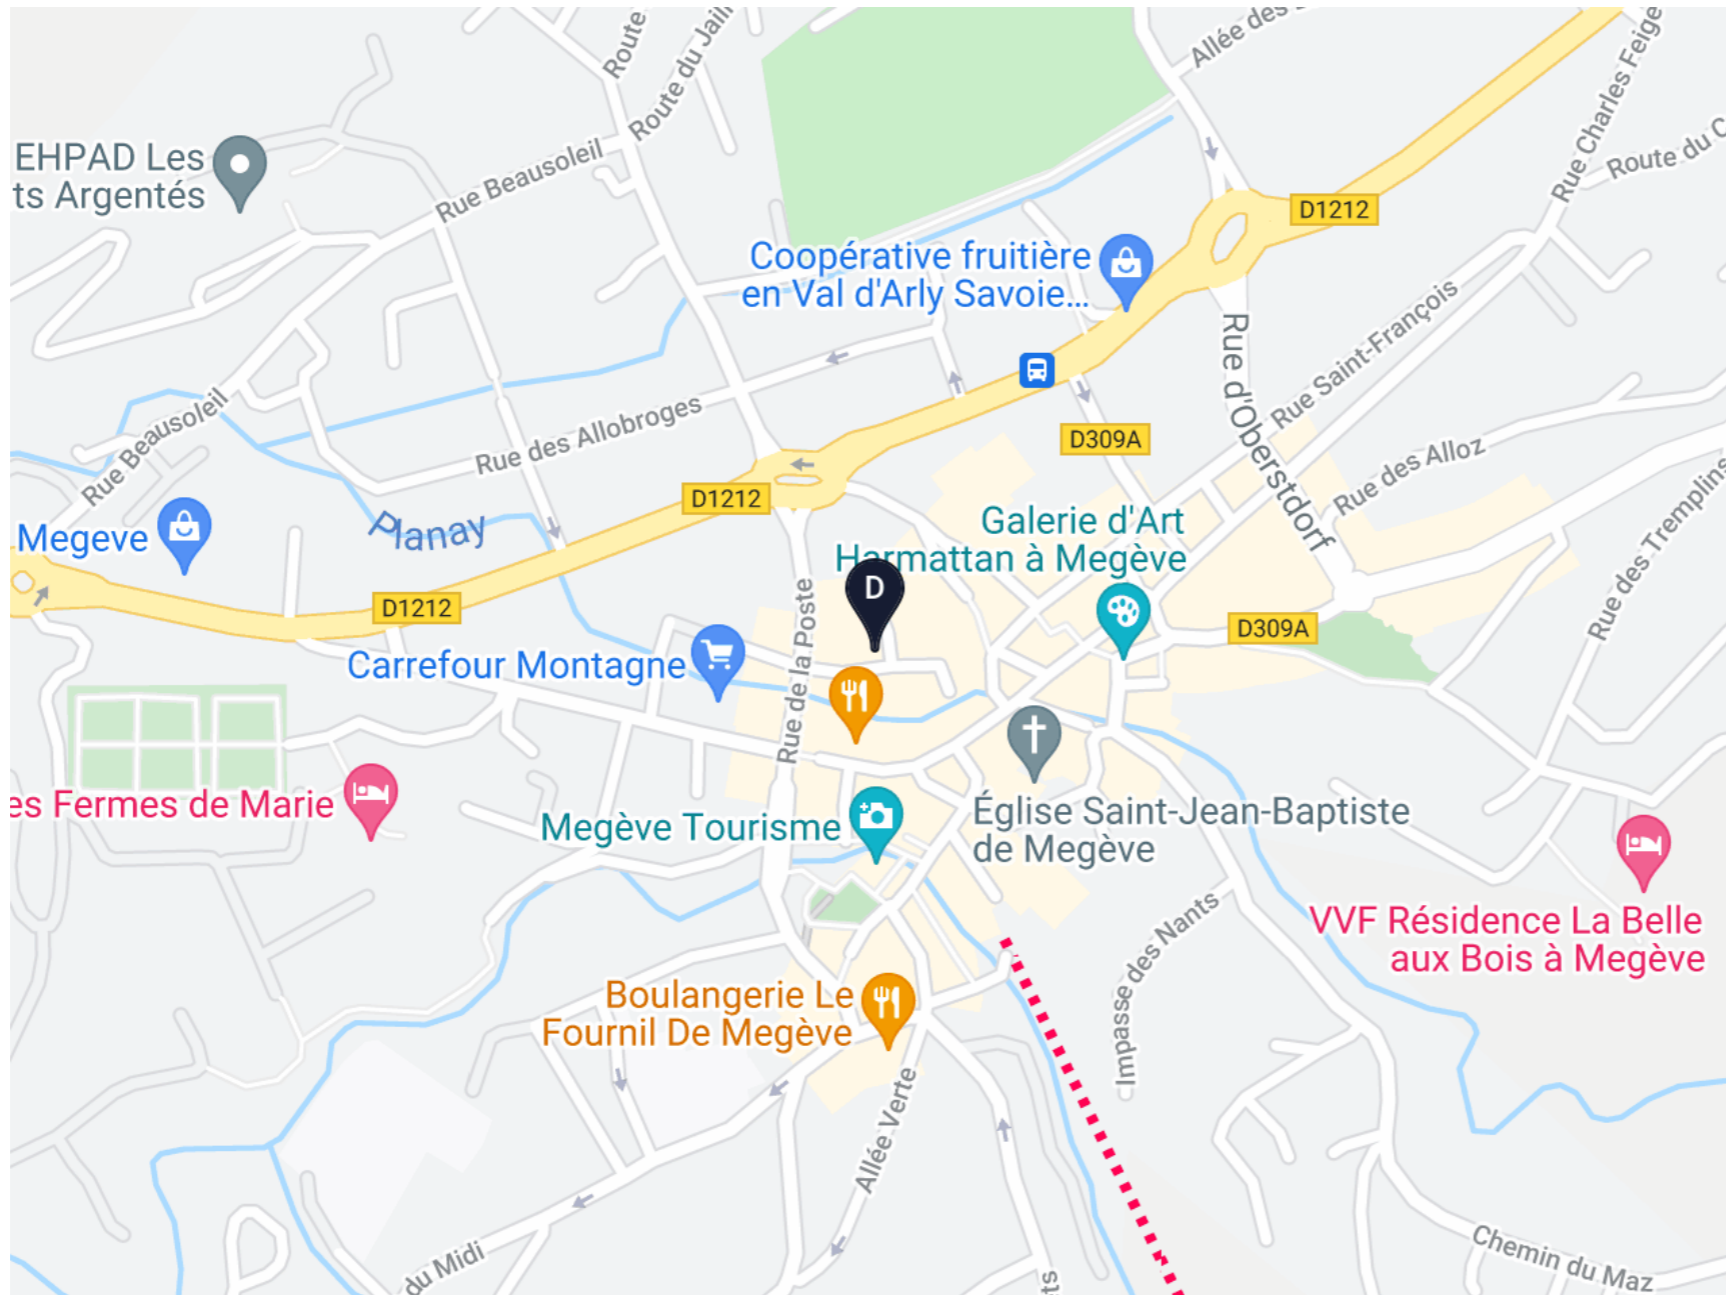 Route
Route du Jaill
Allée des
Rue Charles Feige
Route du C
EHPAD Les
ts Argentés
Rue Beausoleil
D1212
Coopérative fruitière
en Val d'Arly Savoie...
Rue d'Oberstdorf
Rue Saint-François
Rue Beausoleil
Rue des Allobroges
D309A
Rue des Alloz
Rue des Tremplins
D1212
Planay
Megeve
Galerie d'Art
Harmattan à Megève
D
D1212
Rue de la Poste
D309A
Carrefour Montagne
es Fermes de Marie
Megève Tourisme
Église Saint-Jean-Baptiste
de Megève
VVF Résidence La Belle
aux Bois à Megève
Impasse des Nants
Boulangerie Le
Fournil De Megève
Allée Verte
du Midi
Chemin du Maz
ts